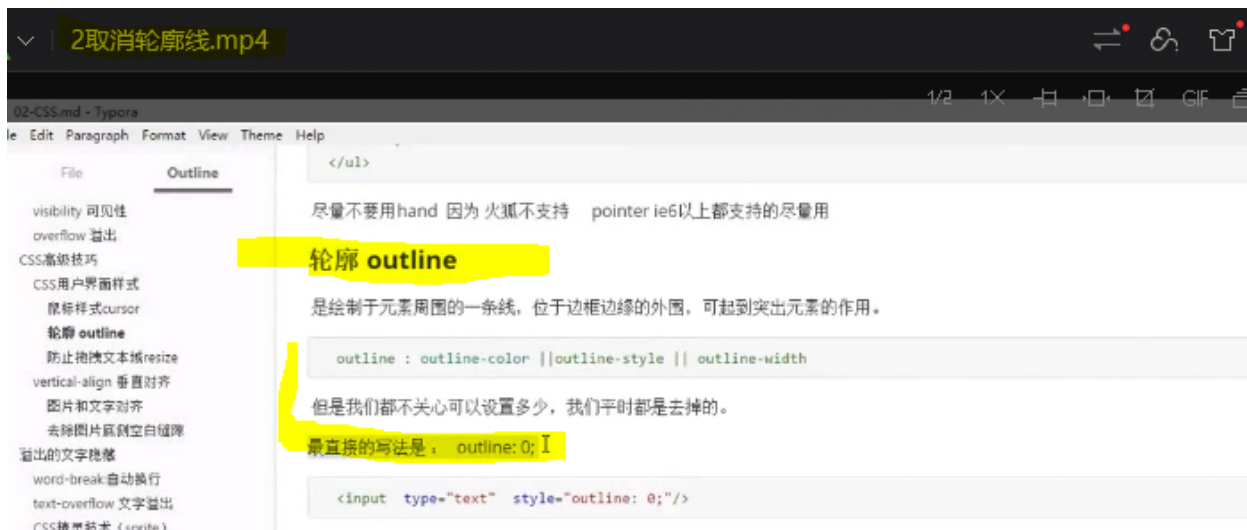 2取消轮廓线.mp4
1/2 1X GIF
02-CSS.md - Typora
le Edit Paragraph Format View Theme Help
File Outline
visibility 可见性
overflow 溢出
CSS高级技巧
CSS用户界面样式
鼠标样式cursor
轮廓 outline
防止拖拽文本域resize
vertical-align 垂直对齐
图片和文字对齐
去除图片底侧空白缝隙
溢出的文字隐藏
word-break:自动换行
text-overflow 文字溢出
CSS精灵技术（sprite）
</ul>
尽量不要用hand 因为 火狐不支持 pointer ie6以上都支持的尽量用
轮廓 outline
是绘制于元素周围的一条线，位于边框边缘的外围，可起到突出元素的作用。
outline : outline-color ||outline-style || outline-width
但是我们都不关心可以设置多少，我们平时都是去掉的。
最直接的写法是： outline: 0;
<input type="text" style="outline: 0;"/>